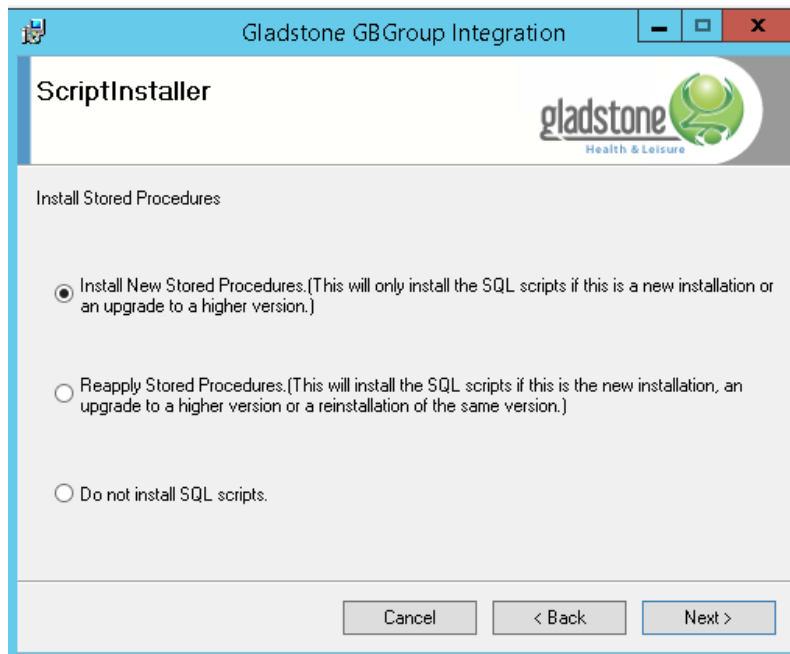 Gladstone GBGroup Integration
ScriptInstaller
gladstone
Health & Leisure
Install Stored Procedures
Install New Stored Procedures.(This will only install the SQL scripts if this is a new installation or
an upgrade to a higher version.)
Reapply Stored Procedures.(This will install the SQL scripts if this is the new installation, an
upgrade to a higher version or a reinstallation of the same version.)
Do not install SQL scripts.
Cancel
< Back
Next >